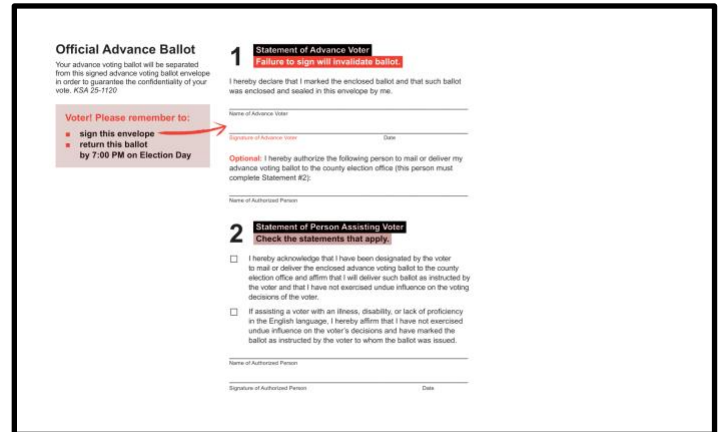 Official Advance Ballot
Your advance voting ballot will be separated
from this signed advance voting ballot envelope
in order to guarantee the confidentiality of your
vote. KSA 25-1120
Voter! Please remember to:
sign this envelope
return this ballot
by 7:00 PM on Election Day
1
Statement of Advance Voter
Failure to sign will invalidate ballot.
I hereby declare that I marked the enclosed ballot and that such ballot
was enclosed and sealed in this envelope by me.
Name of Advance Voter
Signature of Advance Voter Date
Optional: I hereby authorize the following person to mail or deliver my
advance voting ballot to the county election office (this person must
complete Statement #2):
Name of Authorized Person
2
Statement of Person Assisting Voter
Check the statements that apply.
I hereby acknowledge that I have been designated by the voter
to mail or deliver the enclosed advance voting ballot to the county
election office and affirm that I will deliver such ballot as instructed by
the voter and that I have not exercised undue influence on the voting
decisions of the voter.
If assisting a voter with an illness, disability, or lack of proficiency
in the English language, I hereby affirm that I have not exercised
undue influence on the voter's decisions and have marked the
ballot as instructed by the voter to whom the ballot was issued.
Name of Authorized Person
Signature of Authorized Person Date